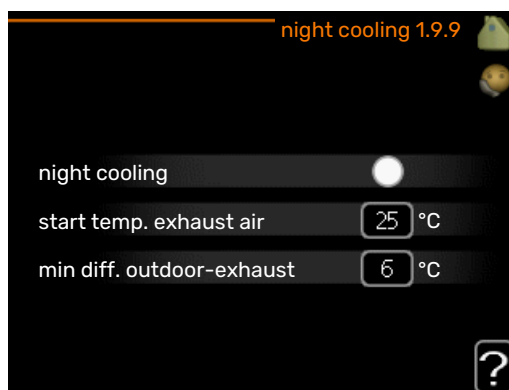 night cooling 1.9.9
night cooling
start temp. exhaust air 25 °C
min diff. outdoor-exhaust 6 °C
?